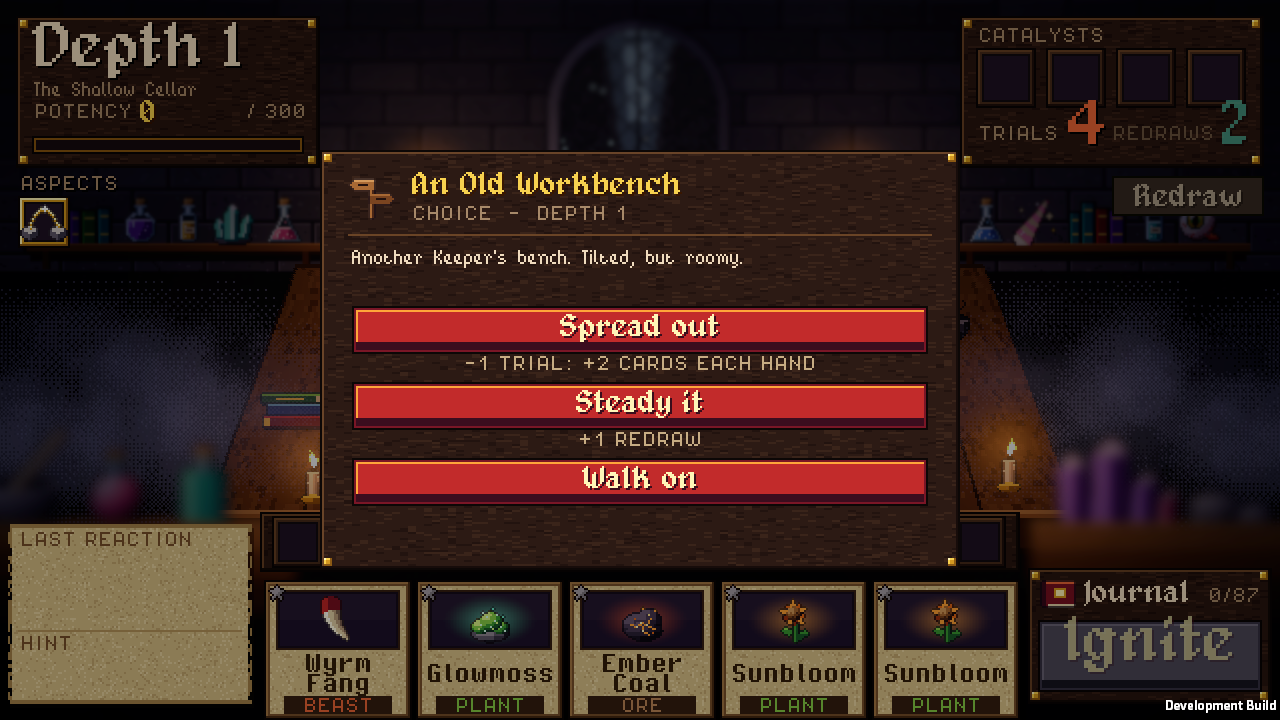 Depth 1
The Shallow Cellar
POTENCY 0 / 300
ASPECTS
CATALYSTS
TRIALS 4 REDRAWS 2
Redraw
An Old Workbench
CHOICE - DEPTH 1
Another Keeper's bench. Tilted, but roomy.
Spread out
-1 TRIAL: +2 CARDS EACH HAND
Steady it
+1 REDRAW
Walk on
LAST REACTION
HINT
Wyrm
Fang
BEAST
Glowmoss
PLANT
Ember
Coal
ORE
Sunbloom
PLANT
Sunbloom
PLANT
Journal 0/87
Ignite
Development Build